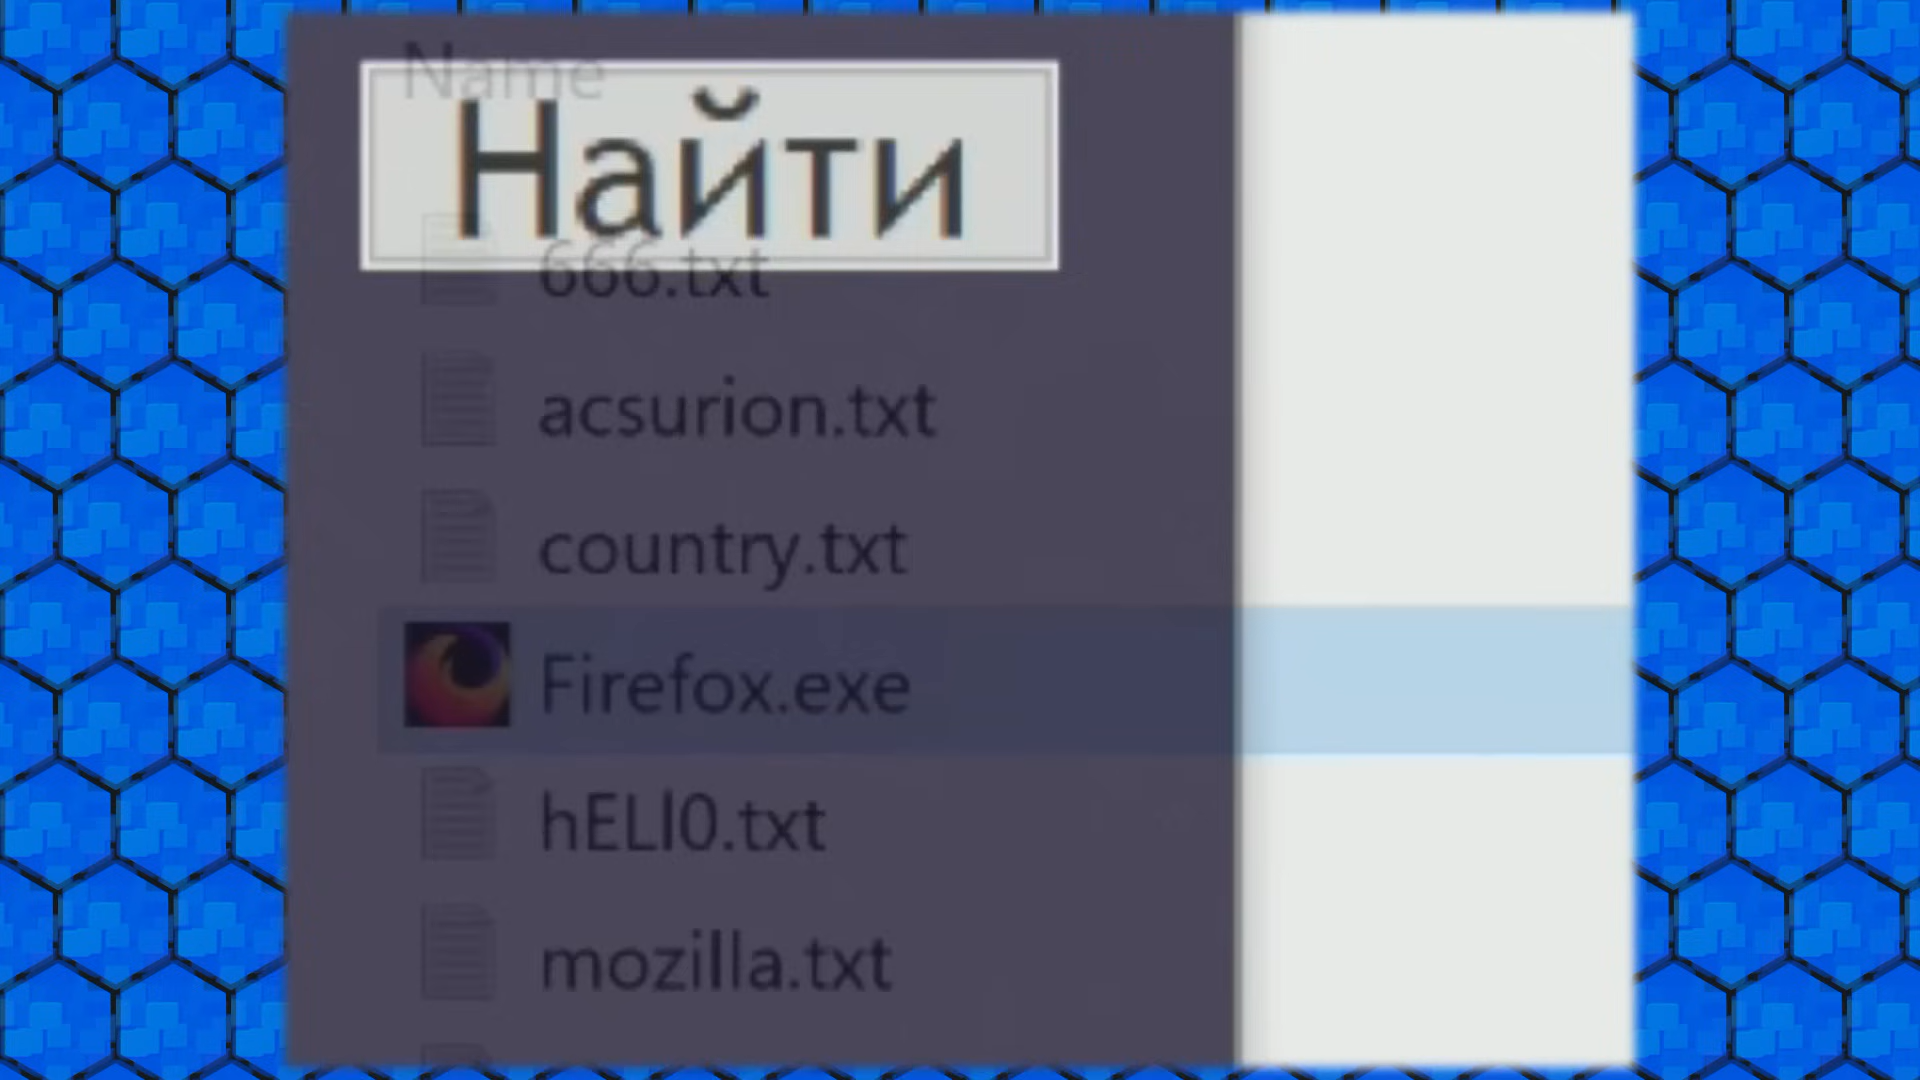 Name
Найти
666.txt
acsurion.txt
country.txt
Firefox.exe
hELl0.txt
mozilla.txt